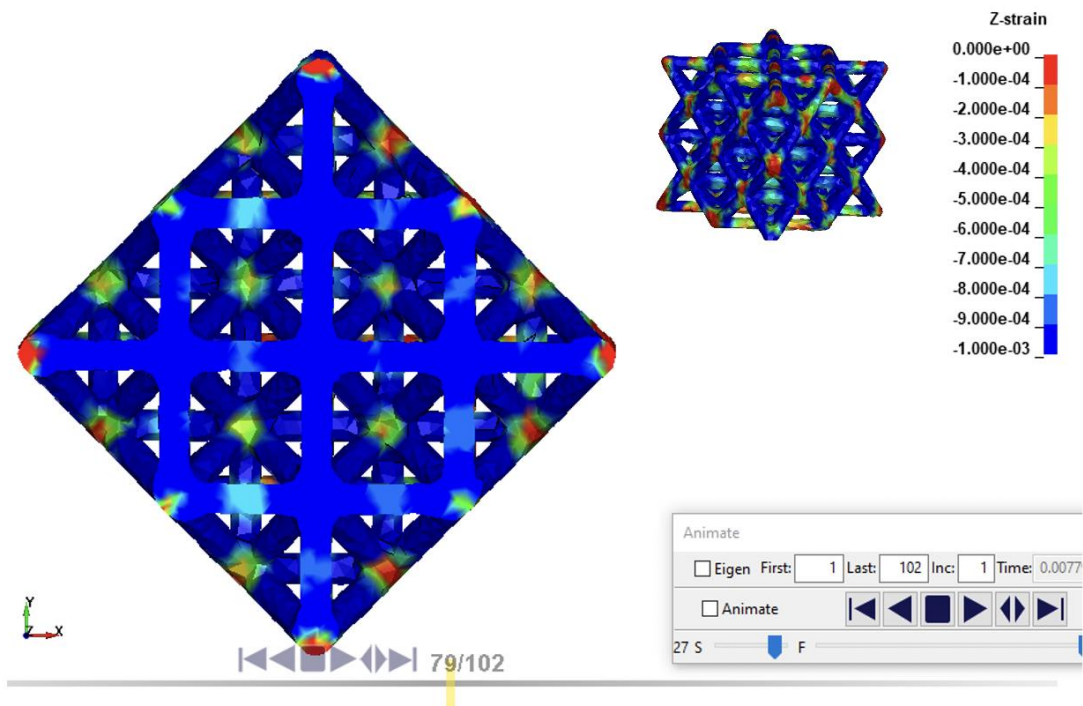 Z-strain
0.000e+00
-1.000e-04
-2.000e-04
-3.000e-04
-4.000e-04
-5.000e-04
-6.000e-04
-7.000e-04
-8.000e-04
-9.000e-04
-1.000e-03
Animate
Eigen First: 1 Last: 102 Inc: 1 Time: 0.0077
Animate
27 S F
Y
Z X
79/102